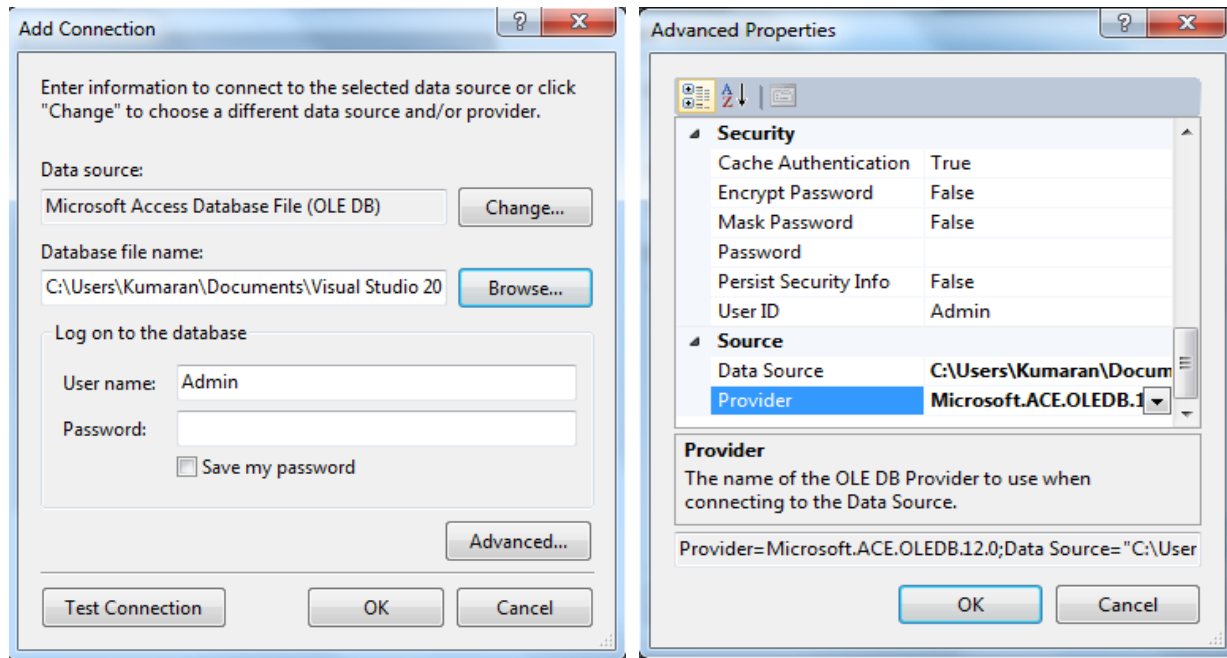 Add Connection
Enter information to connect to the selected data source or click
"Change" to choose a different data source and/or provider.
Data source:
Microsoft Access Database File (OLE DB)
Change...
Database file name:
C:\Users\Kumaran\Documents\Visual Studio 20
Browse...
Log on to the database
User name:
Admin
Password:
Save my password
Advanced...
Test Connection
OK
Cancel
Advanced Properties
Security
Cache Authentication True
Encrypt Password False
Mask Password False
Password
Persist Security Info False
User ID Admin
Source
Data Source C:\Users\Kumaran\Docum
Provider Microsoft.ACE.OLEDB.1
Provider
The name of the OLE DB Provider to use when
connecting to the Data Source.
Provider=Microsoft.ACE.OLEDB.12.0;Data Source="C:\User
OK
Cancel